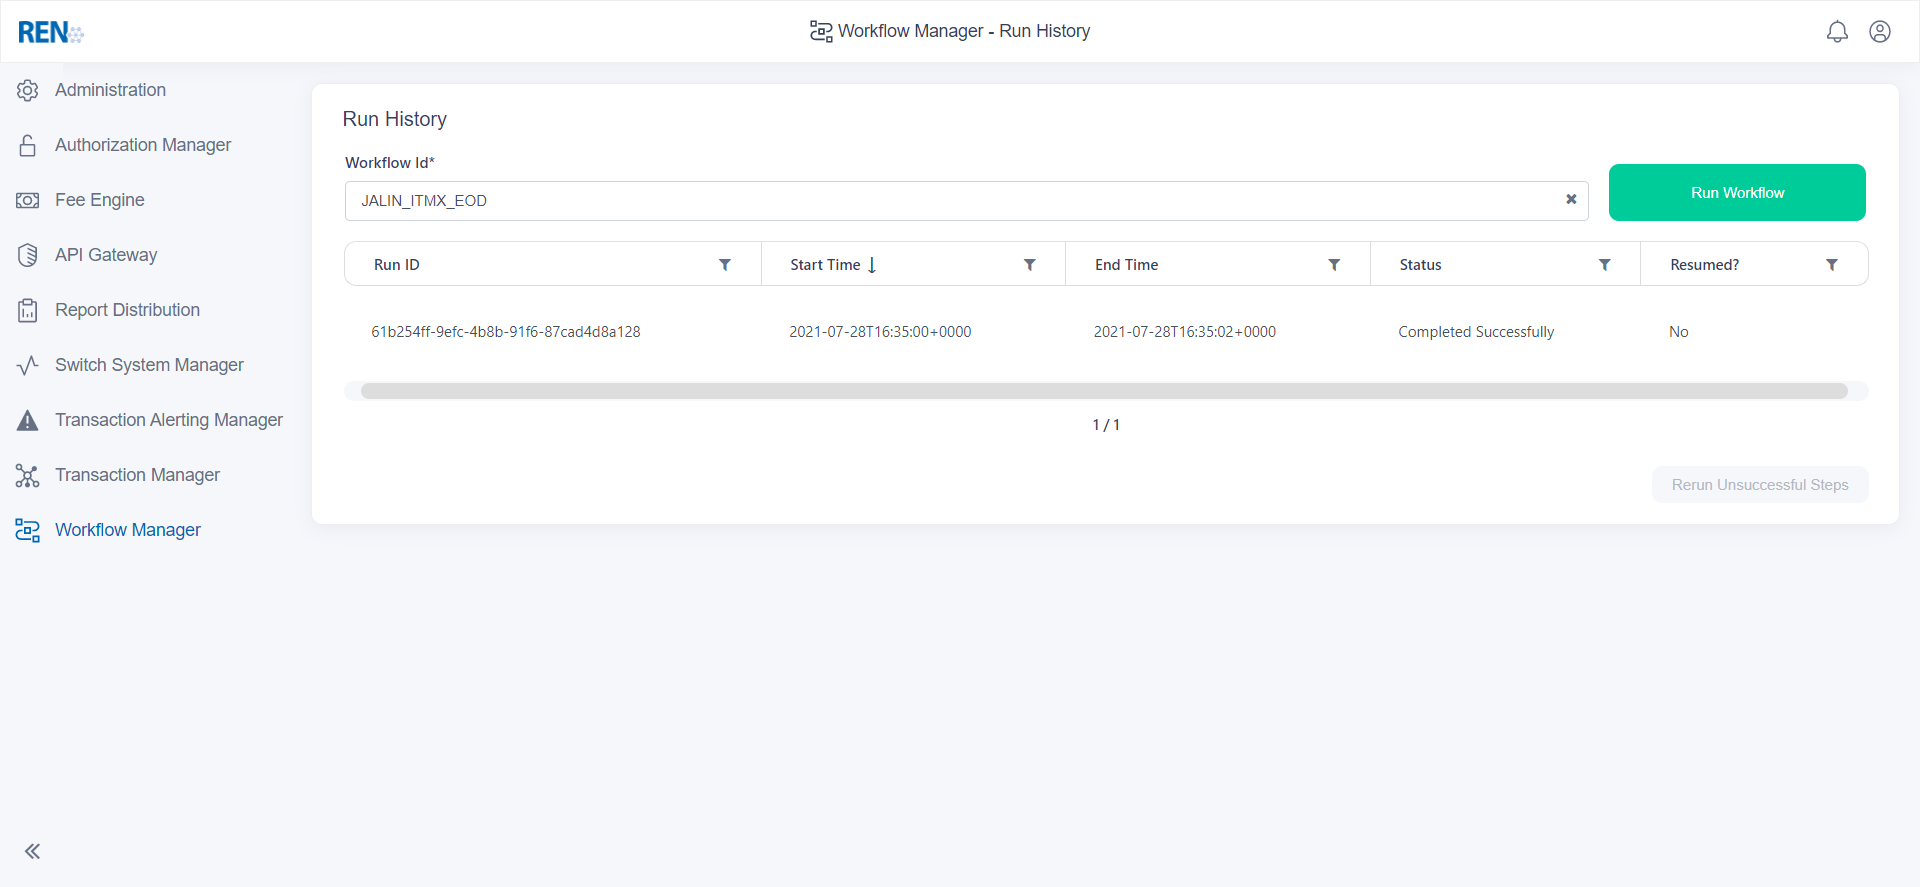 REN
Workflow Manager - Run History
Administration
Authorization Manager
Fee Engine
API Gateway
Report Distribution
Switch System Manager
Transaction Alerting Manager
Transaction Manager
Workflow Manager
Run History
Workflow Id*
JALIN_ITMX_EOD
Run Workflow
Run ID Start Time End Time Status Resumed?
61b254ff-9efc-4b8b-91f6-87cad4d8a128 2021-07-28T16:35:00+0000 2021-07-28T16:35:02+0000 Completed Successfully No
1 / 1
Rerun Unsuccessful Steps